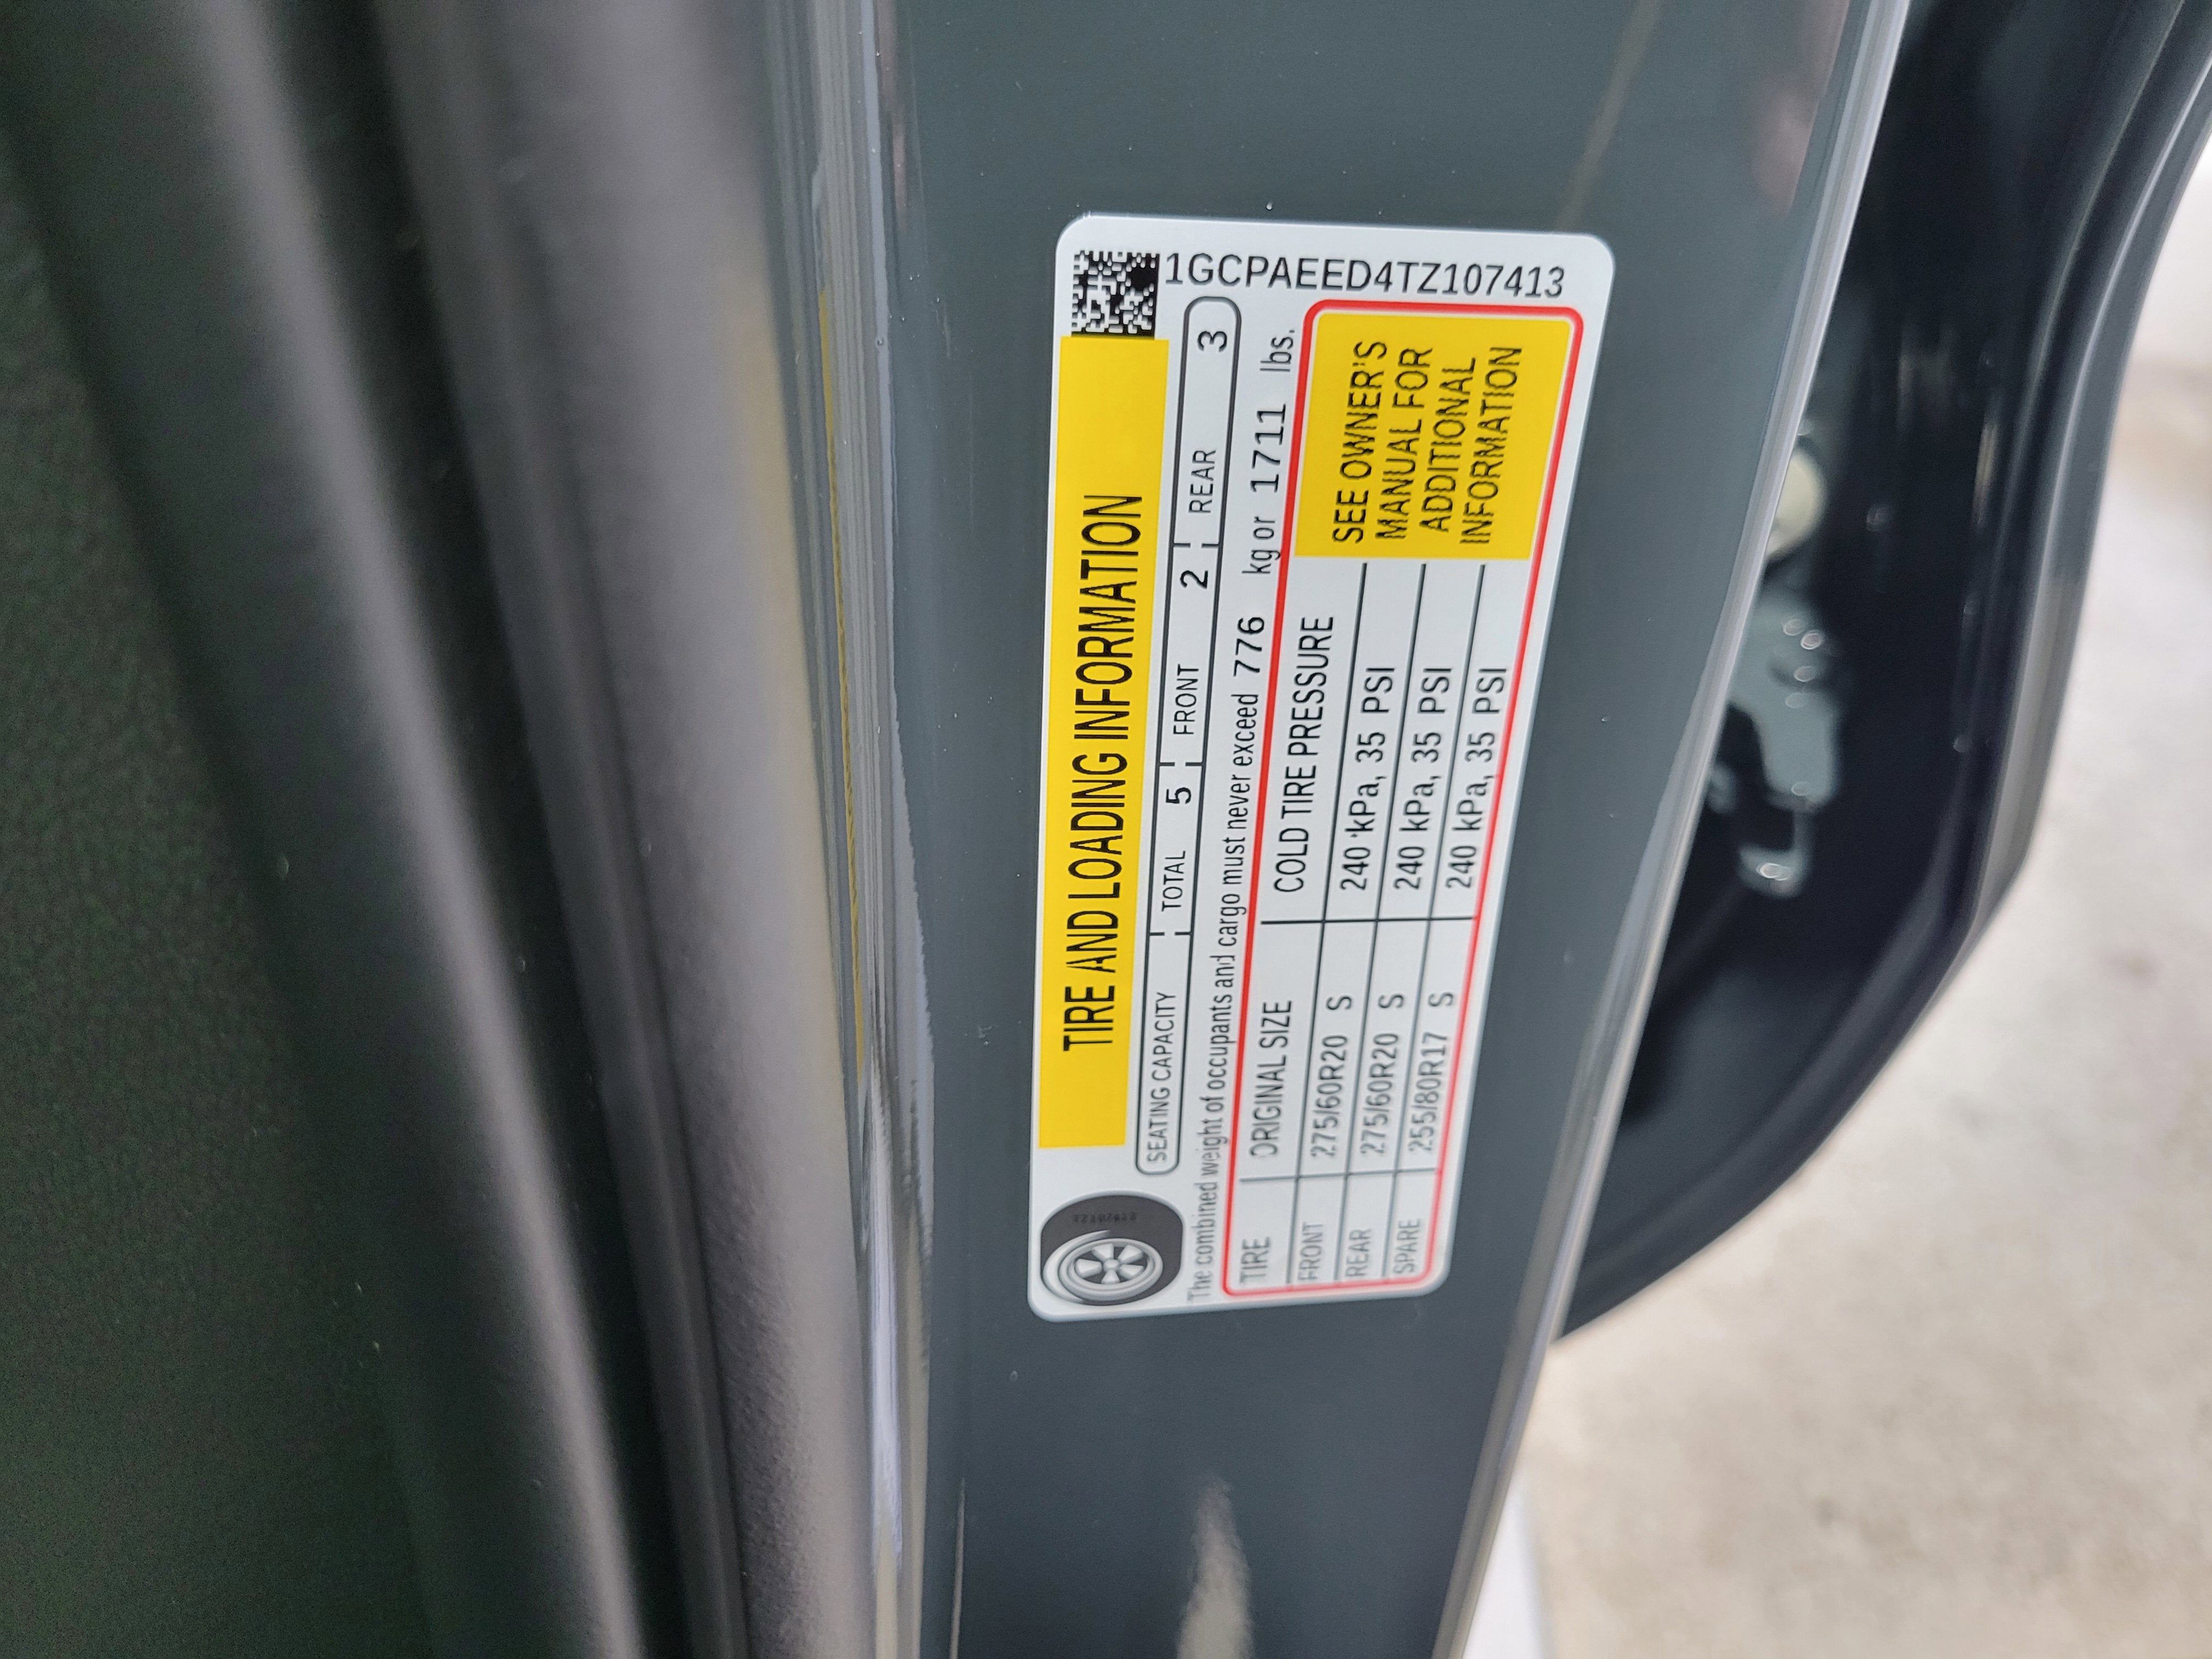 TIRE AND LOADING INFORMATION
SEATING CAPACITY TOTAL 5 FRONT 2 REAR 3
The combined weight of occupants and cargo must never exceed 776 kg or 1711 lbs.
TIRE ORIGINAL SIZE COLD TIRE PRESSURE
FRONT 275/60R20 S 240 kPa, 35 PSI
REAR 275/60R20 S 240 kPa, 35 PSI
SPARE 255/80R17 S 240 kPa, 35 PSI
SEE OWNER'S
MANUAL FOR
ADDITIONAL
INFORMATION
1GCPAEED4TZ107413